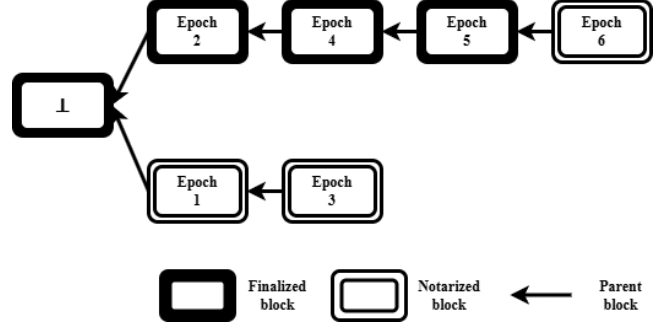 Epoch
2
Epoch
4
Epoch
5
Epoch
6
⊥
Epoch
1
Epoch
3
Finalized
block
Notarized
block
Parent
block